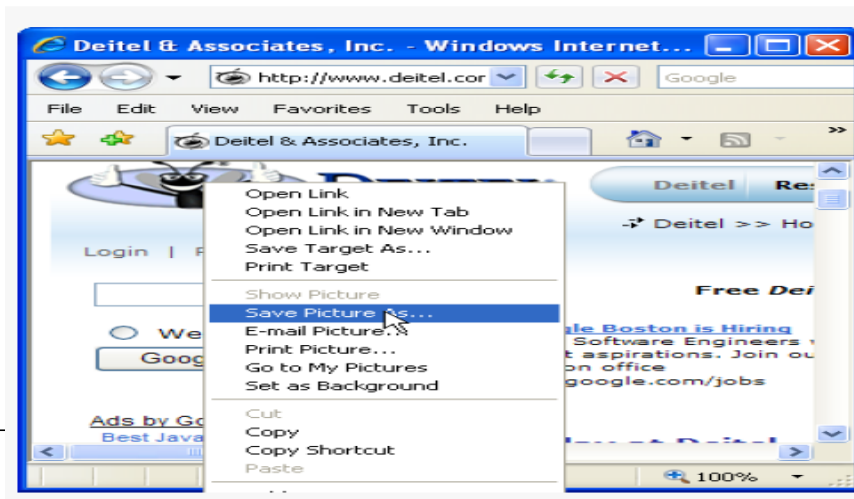 Deitel & Associates, Inc. - Windows Internet...
http://www.deitel.cor
Google
File Edit View Favorites Tools Help
Deitel & Associates, Inc.
»
Deitel
Deitel >> Ho
Login |
Open Link
Open Link in New Tab
Open Link in New Window
Save Target As...
Print Target
Show Picture
Save Picture As...
E-mail Picture...
Print Picture...
Go to My Pictures
Set as Background
Cut
Copy
Copy Shortcut
Paste
Free Dei
We
Goog
Boston is Hiring
Software Engineers
aspirations. Join ou
on office
google.com/jobs
Ads by Go
Best Java
100%